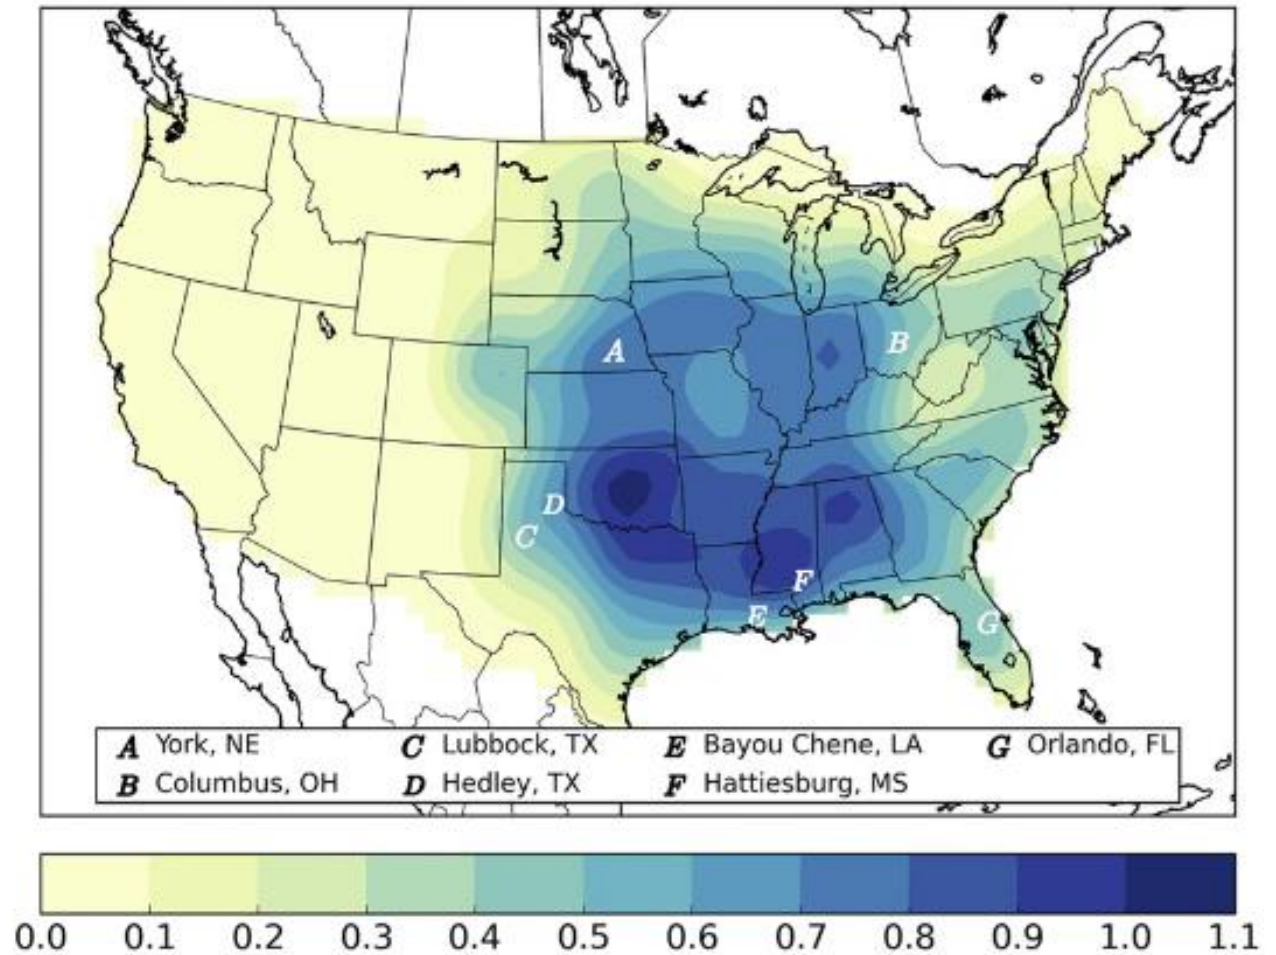 A
B
D
C
F
E
G
A York, NE C Lubbock, TX E Bayou Chene, LA G Orlando, FL
B Columbus, OH D Hedley, TX F Hattiesburg, MS
0.0 0.1 0.2 0.3 0.4 0.5 0.6 0.7 0.8 0.9 1.0 1.1